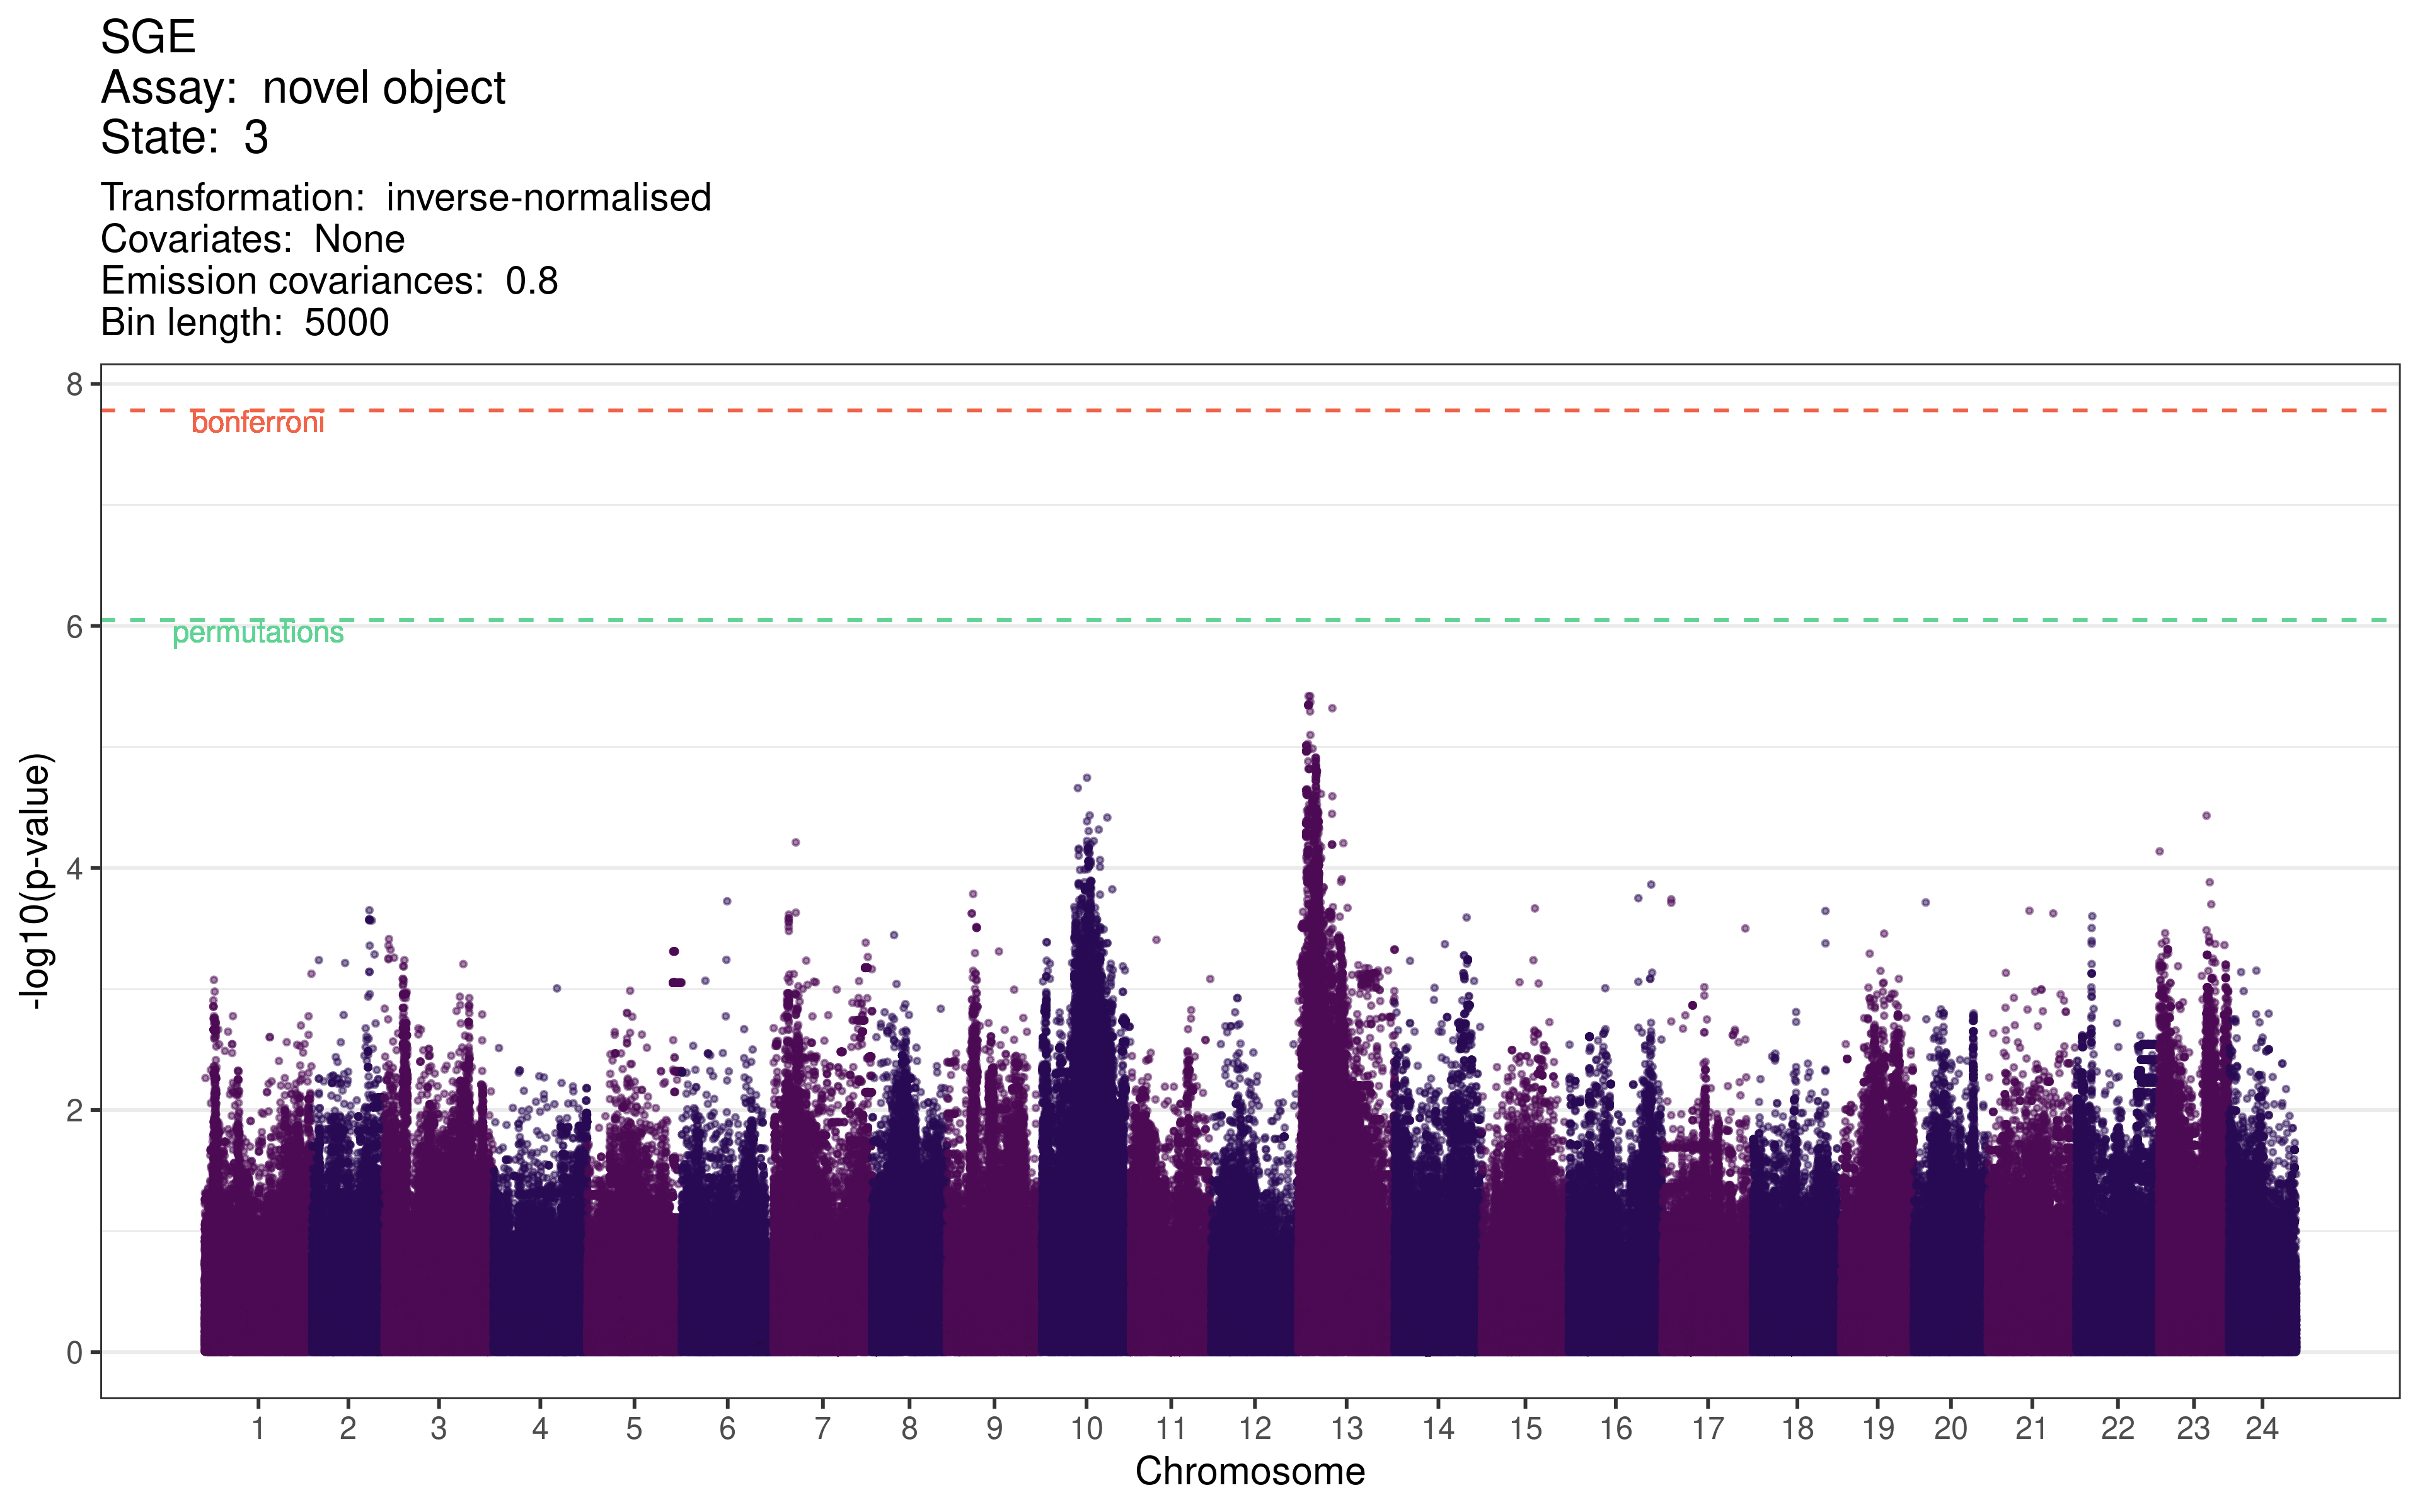 SGE
Assay:  novel object
State:  3
Transformation:  inverse-normalised
Covariates:  None
Emission covariances:  0.8
Bin length:  5000
8
bonferroni
6
permutations
4
2
0
-log10(p-value)
1 2 3 4 5 6 7 8 9 10 11 12 13 14 15 16 17 18 19 20 21 22 23 24
Chromosome